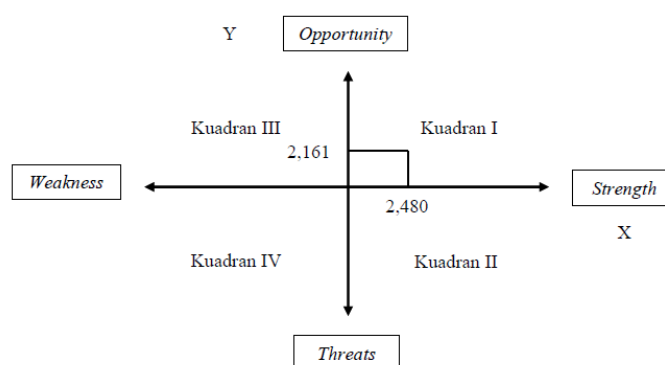 Y
Opportunity
Kuadran III
Kuadran I
2,161
Weakness
Strength
2,480
X
Kuadran IV
Kuadran II
Threats